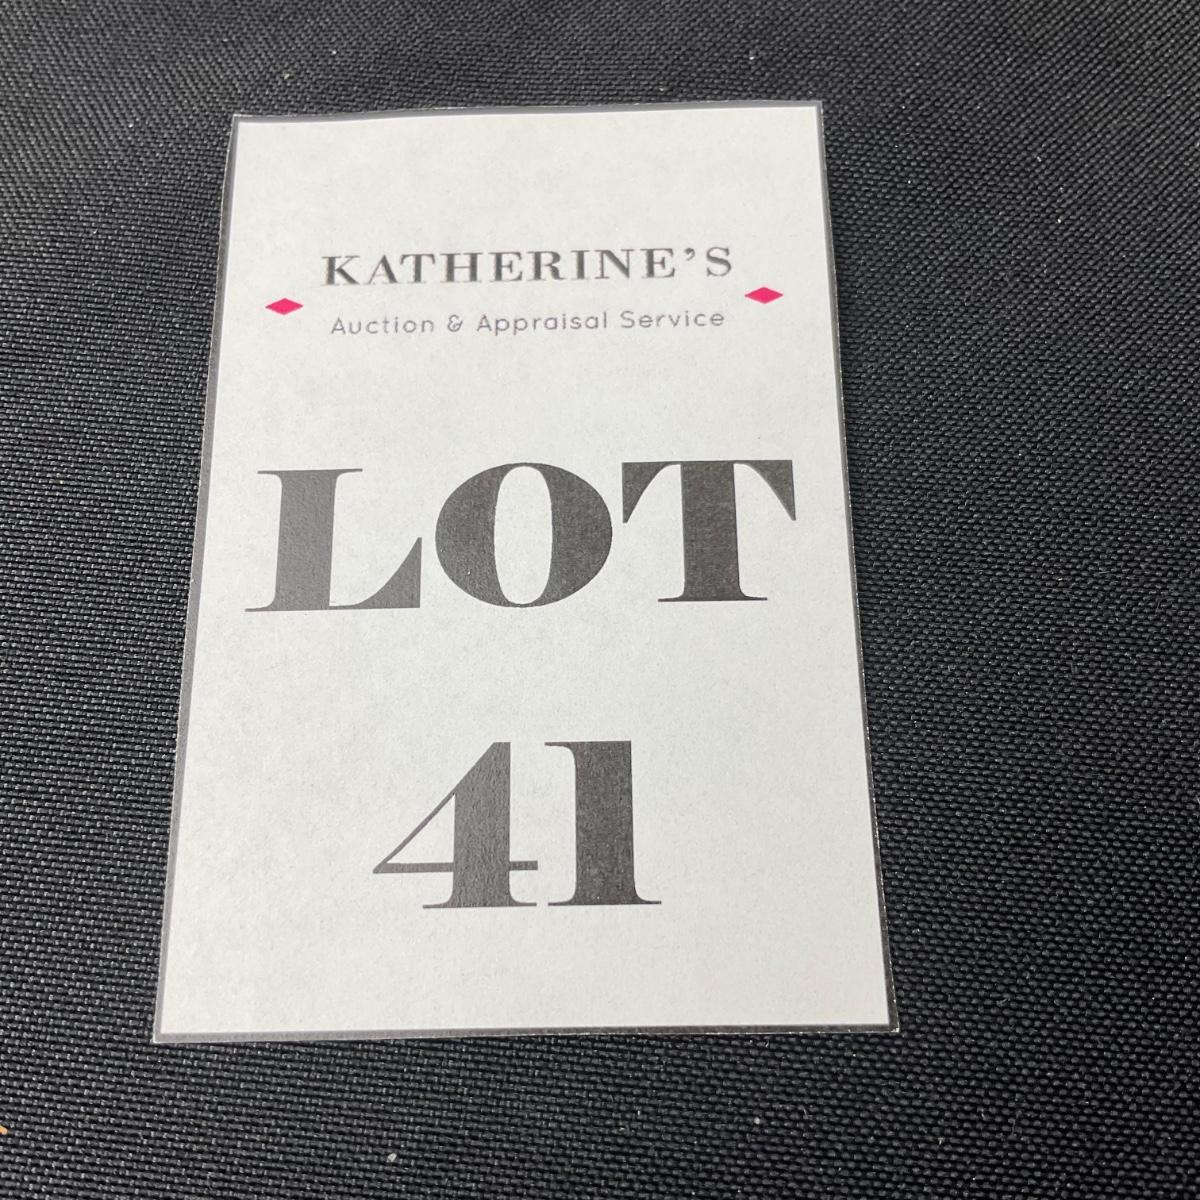 KATHERINE'S
Auction & Appraisal Service
LOT
41